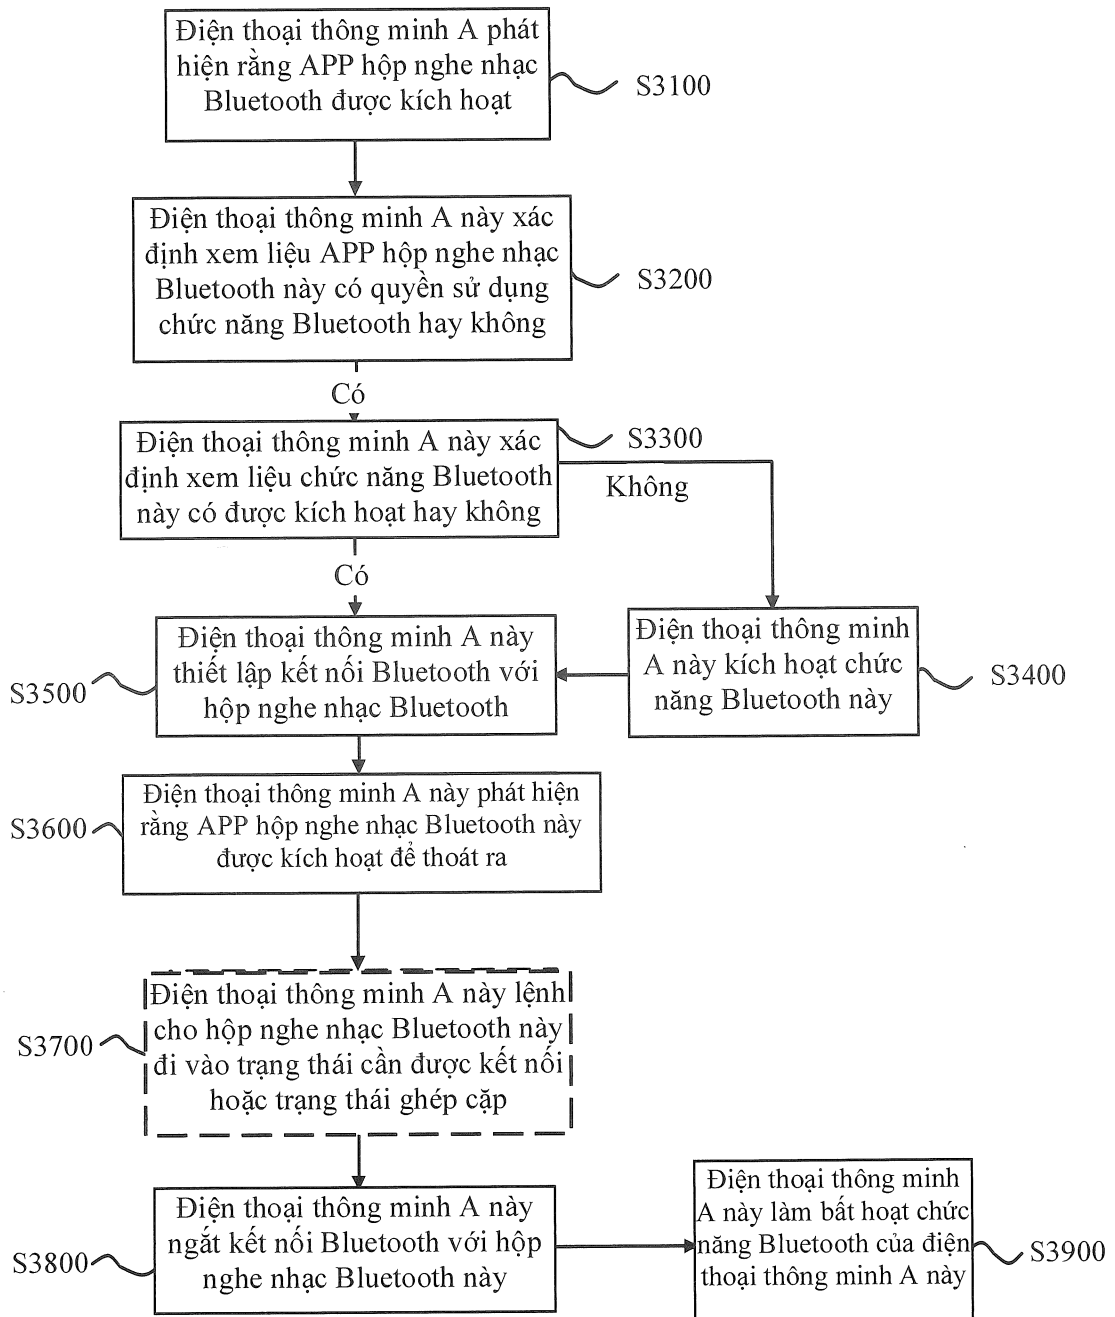 Điện thoại thông minh A phát
hiện rằng APP hộp nghe nhạc
Bluetooth được kích hoạt
S3100
Điện thoại thông minh A này xác
định xem liệu APP hộp nghe nhạc
Bluetooth này có quyền sử dụng
chức năng Bluetooth hay không
S3200
Có
Điện thoại thông minh A này xác
định xem liệu chức năng Bluetooth
này có được kích hoạt hay không
S3300
Không
Có
Điện thoại thông minh A này
thiết lập kết nối Bluetooth với
hộp nghe nhạc Bluetooth
S3500
Điện thoại thông minh
A này kích hoạt chức
năng Bluetooth này
S3400
Điện thoại thông minh A này phát hiện
rằng APP hộp nghe nhạc Bluetooth này
được kích hoạt để thoát ra
S3600
Điện thoại thông minh A này lệnh
cho hộp nghe nhạc Bluetooth này
đi vào trạng thái cần được kết nối
hoặc trạng thái ghép cặp
S3700
Điện thoại thông minh A này
ngắt kết nối Bluetooth với hộp
nghe nhạc Bluetooth này
S3800
Điện thoại thông minh
A này làm bất hoạt chức
năng Bluetooth của điện
thoại thông minh A này
S3900